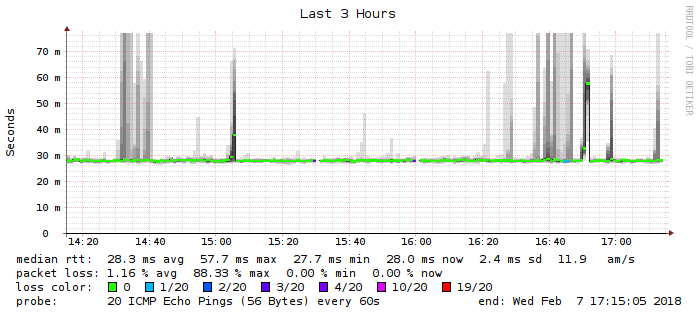 Last 3 Hours
RRDTOOL / TOBI OETIKER
Seconds
70 m
60 m
50 m
40 m
30 m
20 m
10 m
0
14:20 14:40 15:00 15:20 15:40 16:00 16:20 16:40 17:00
median rtt: 28.3 ms avg 57.7 ms max 27.7 ms min 28.0 ms now 2.4 ms sd 11.9 am/s
packet loss: 1.16 % avg 88.33 % max 0.00 % min 0.00 % now
loss color: 0 1/20 2/20 3/20 4/20 10/20 19/20
probe: 20 ICMP Echo Pings (56 Bytes) every 60s end: Wed Feb 7 17:15:05 2018